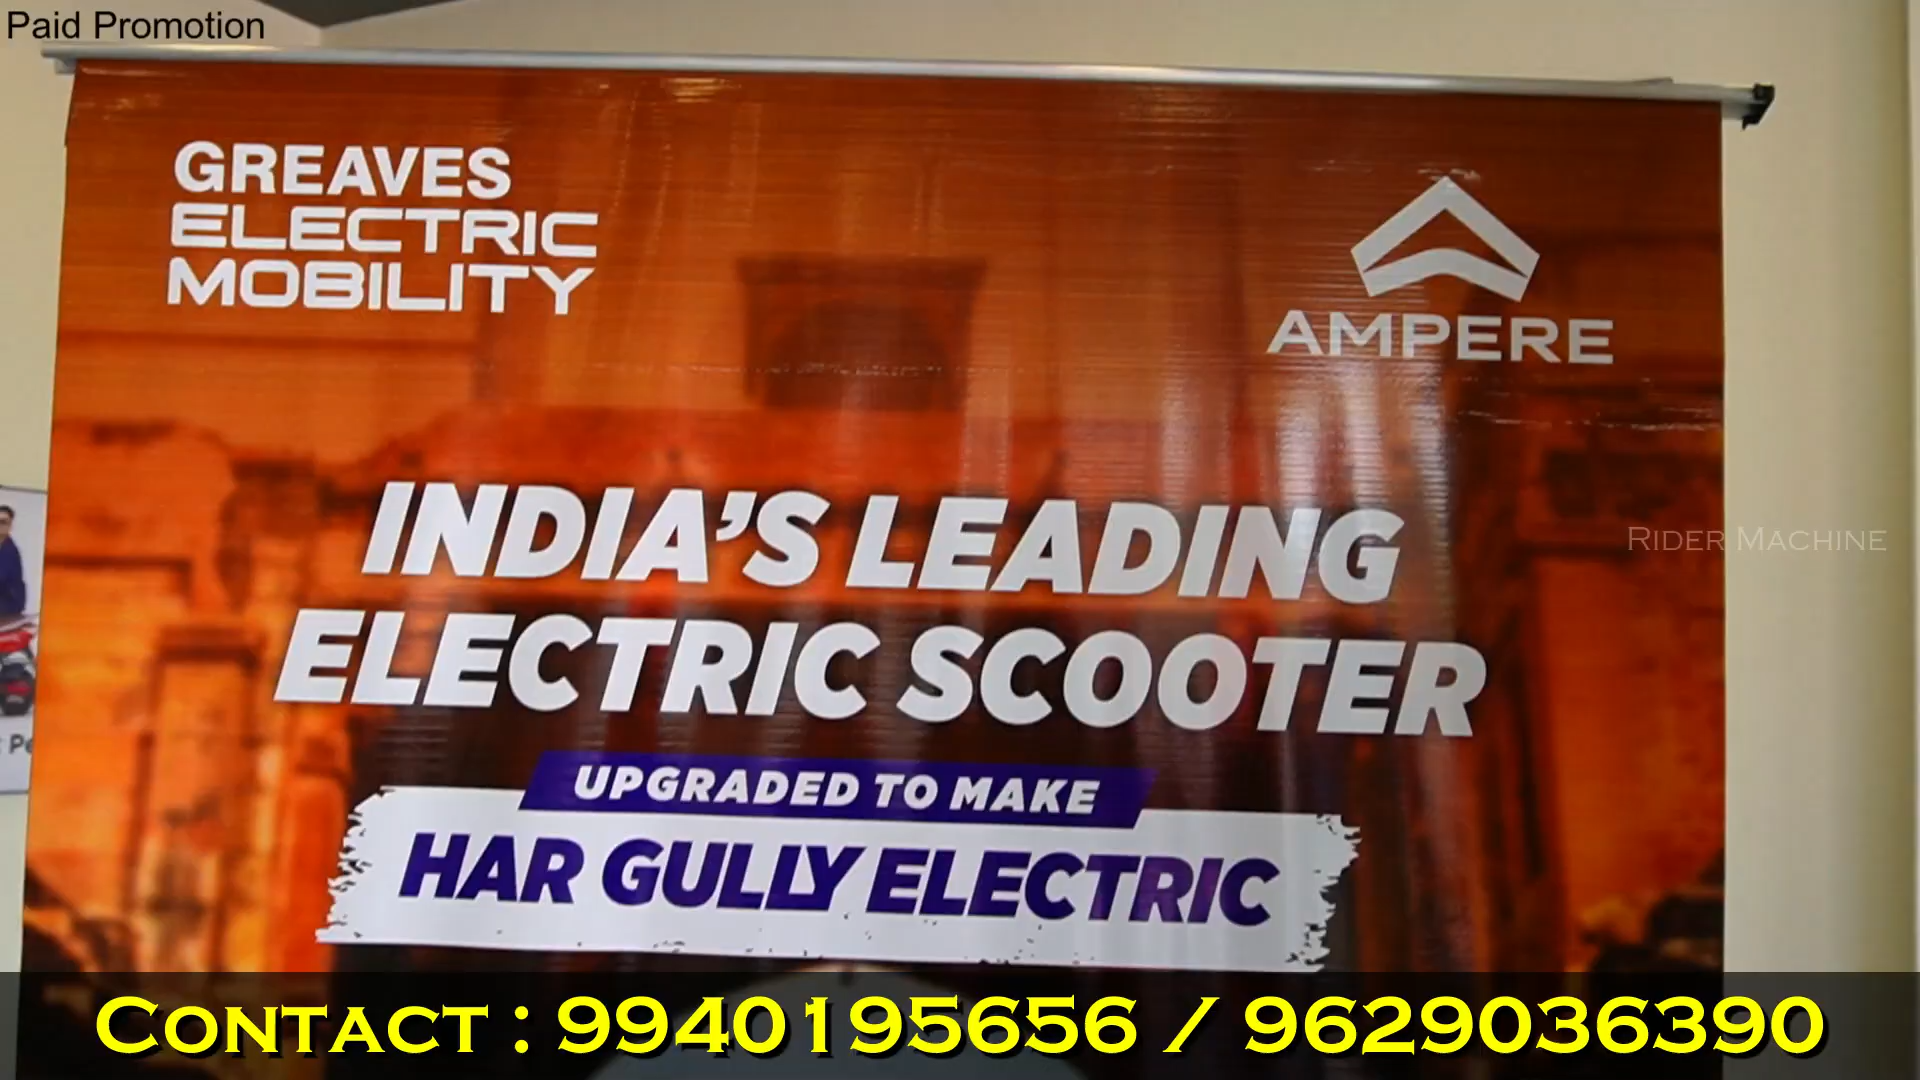 Paid Promotion
GREAVES
ELECTRIC
MOBILITY
AMPERE
INDIA'S LEADING
ELECTRIC SCOOTER
UPGRADED TO MAKE
HAR GULLY ELECTRIC
RIDER MACHINE
CONTACT : 9940195656 / 9629036390